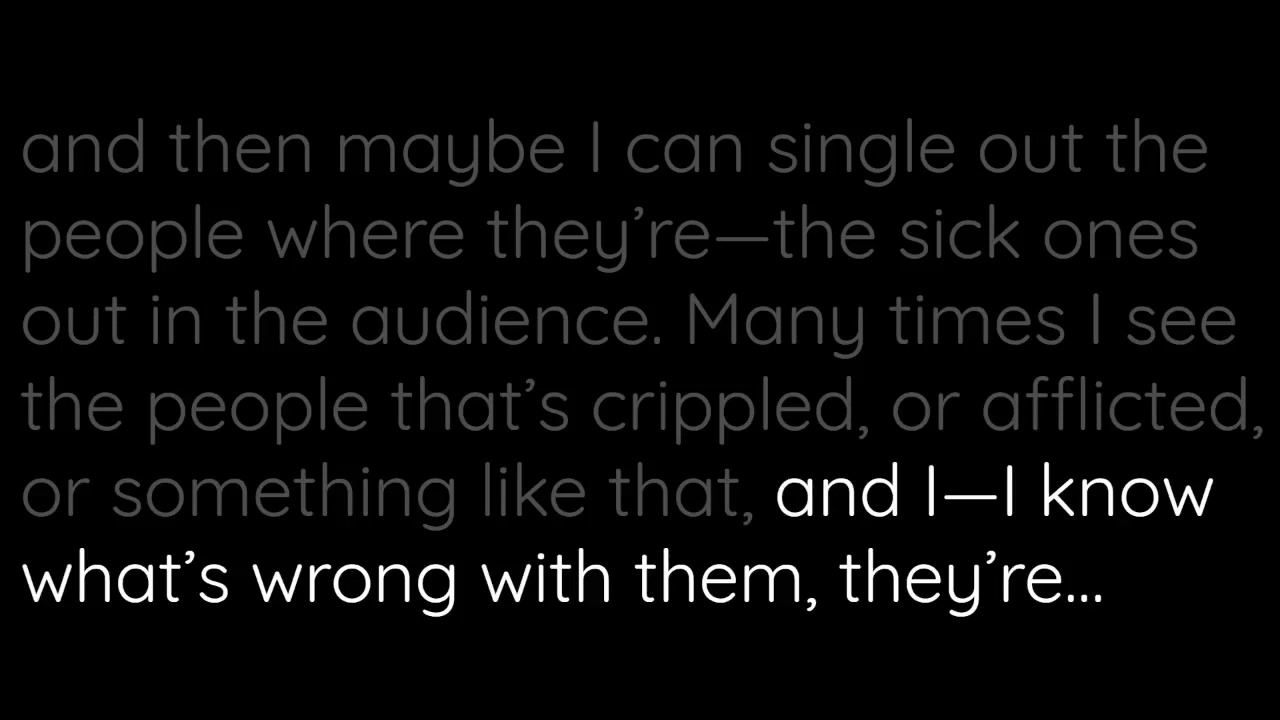 and then maybe I can single out the
people where they’re—the sick ones
out in the audience. Many times I see
the people that’s crippled, or afflicted,
or something like that, and I—I know
what’s wrong with them, they’re...